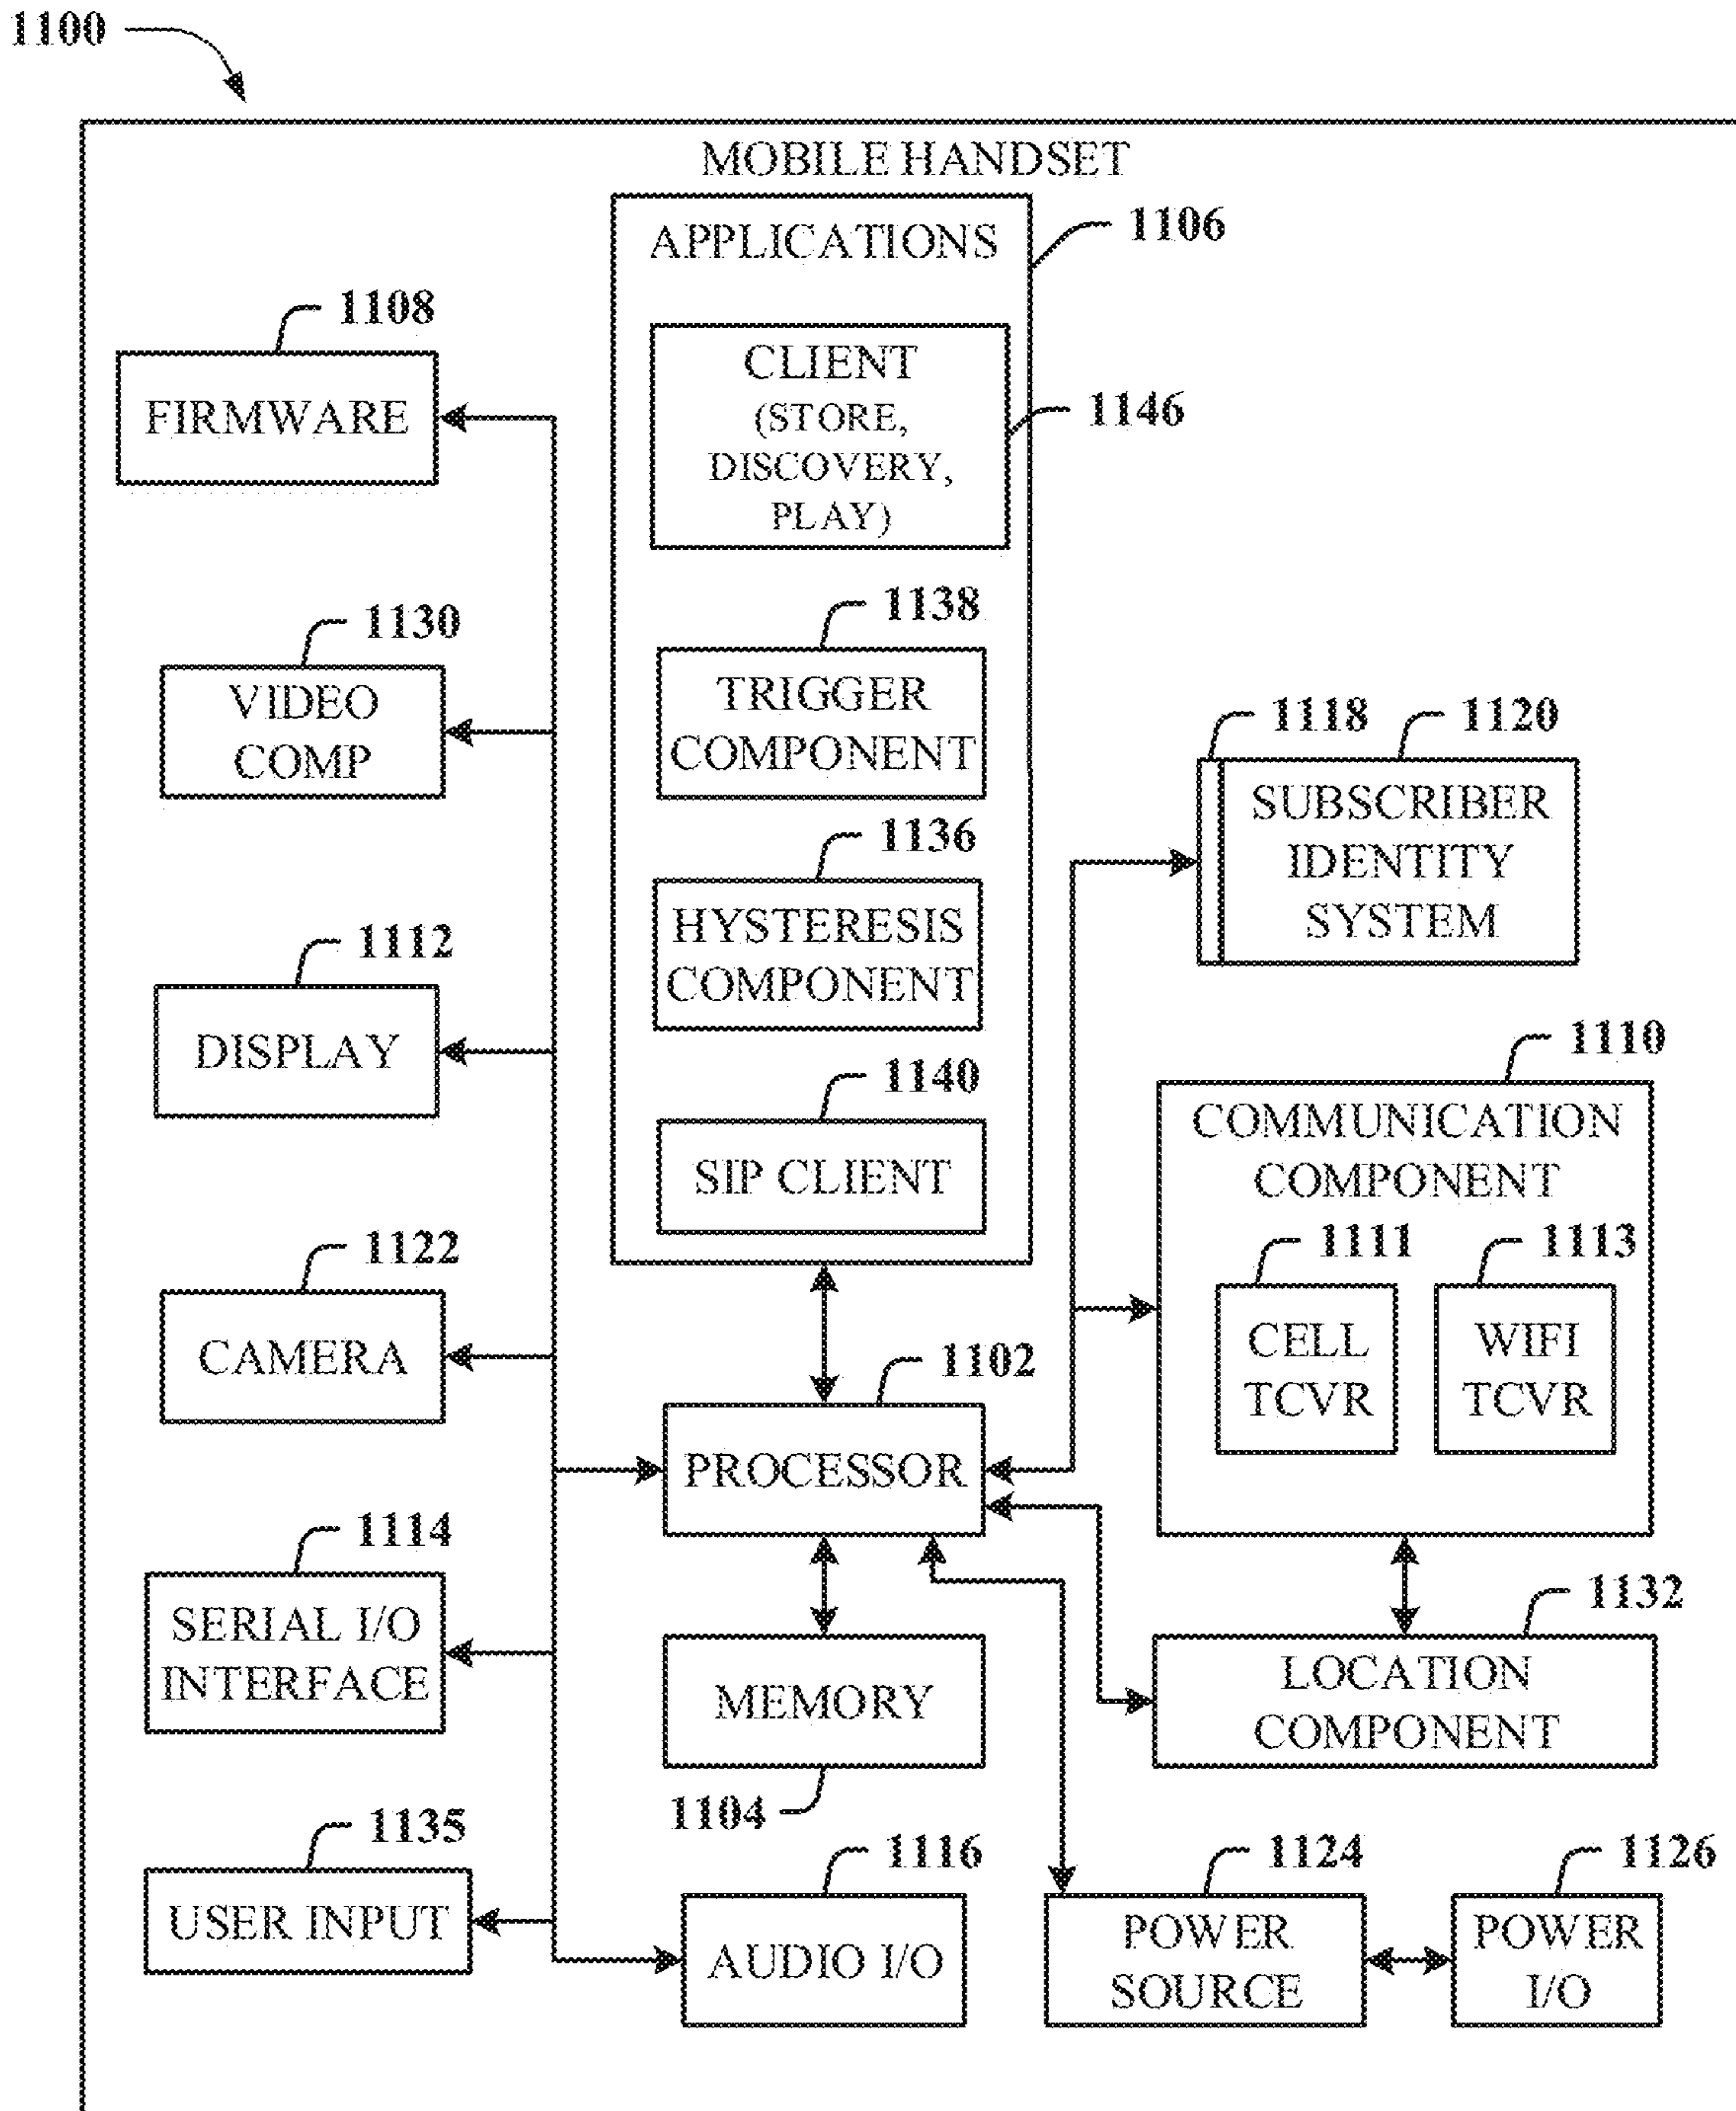 1100
MOBILE HANDSET
APPLICATIONS
1106
CLIENT
(STORE,
DISCOVERY,
PLAY)
1146
1108
FIRMWARE
1138
TRIGGER
COMPONENT
1130
VIDEO
COMP
1136
HYSTERESIS
COMPONENT
1118
1120
SUBSCRIBER
IDENTITY
SYSTEM
1112
DISPLAY
1140
SIP CLIENT
1110
COMMUNICATION
COMPONENT
1111
CELL
TCVR
1113
WIFI
TCVR
1122
CAMERA
1102
PROCESSOR
1114
SERIAL I/O
INTERFACE
MEMORY
1104
1132
LOCATION
COMPONENT
1135
USER INPUT
1116
AUDIO I/O
1124
POWER
SOURCE
1126
POWER
I/O